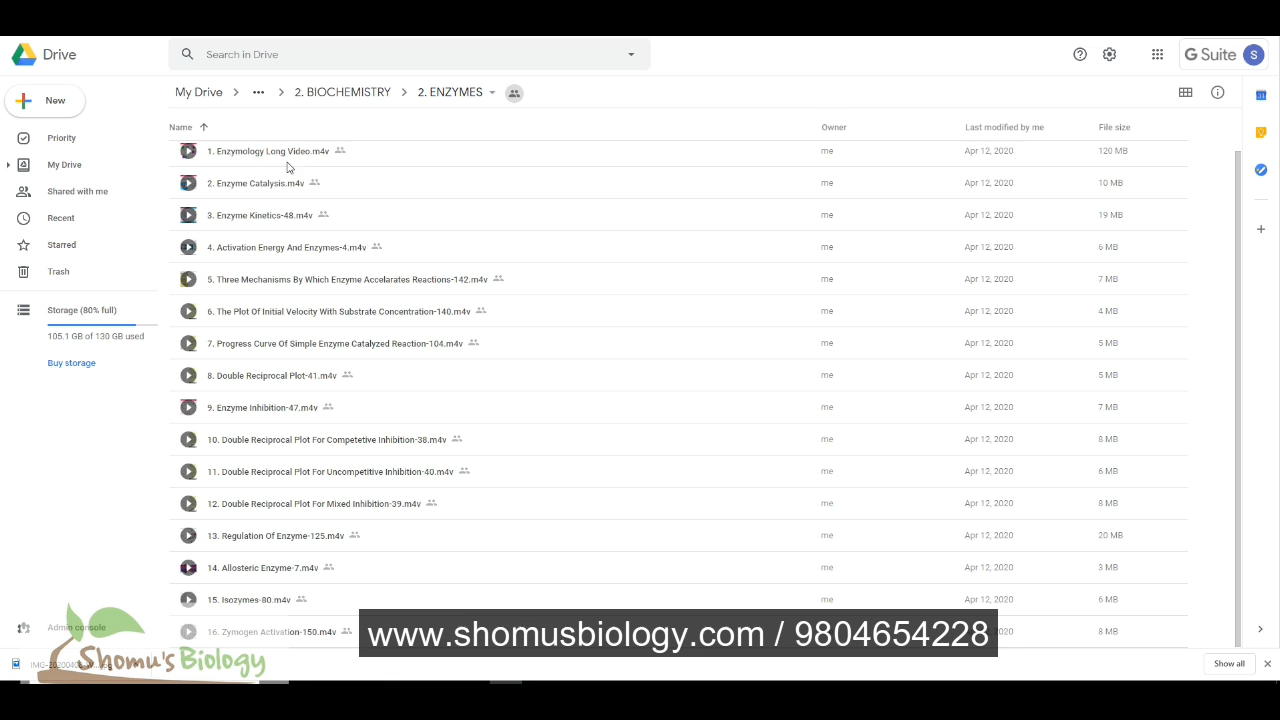 Drive
Search in Drive
G Suite
S
New
My Drive
2. BIOCHEMISTRY
2. ENZYMES
Priority
My Drive
Shared with me
Recent
Starred
Trash
Storage (80% full)
105.1 GB of 130 GB used
Buy storage
Admin console
Name Owner Last modified by me File size
1. Enzymology Long Video.m4v me Apr 12, 2020 120 MB
2. Enzyme Catalysis.m4v me Apr 12, 2020 10 MB
3. Enzyme Kinetics-48.m4v me Apr 12, 2020 19 MB
4. Activation Energy And Enzymes-4.m4v me Apr 12, 2020 6 MB
5. Three Mechanisms By Which Enzyme Accelarates Reactions-142.m4v me Apr 12, 2020 7 MB
6. The Plot Of Initial Velocity With Substrate Concentration-140.m4v me Apr 12, 2020 4 MB
7. Progress Curve Of Simple Enzyme Catalyzed Reaction-104.m4v me Apr 12, 2020 5 MB
8. Double Reciprocal Plot-41.m4v me Apr 12, 2020 5 MB
9. Enzyme Inhibition-47.m4v me Apr 12, 2020 7 MB
10. Double Reciprocal Plot For Competetive Inhibition-38.m4v me Apr 12, 2020 8 MB
11. Double Reciprocal Plot For Uncompetitive Inhibition-40.m4v me Apr 12, 2020 6 MB
12. Double Reciprocal Plot For Mixed Inhibition-39.m4v me Apr 12, 2020 8 MB
13. Regulation Of Enzyme-125.m4v me Apr 12, 2020 20 MB
14. Allosteric Enzyme-7.m4v me Apr 12, 2020 3 MB
15. Isozymes-80.m4v me Apr 12, 2020 6 MB
16. Zymogen Activation-150.m4v 2020 8 MB
www.shomusbiology.com / 9804654228
Shomu's Biology
Show all